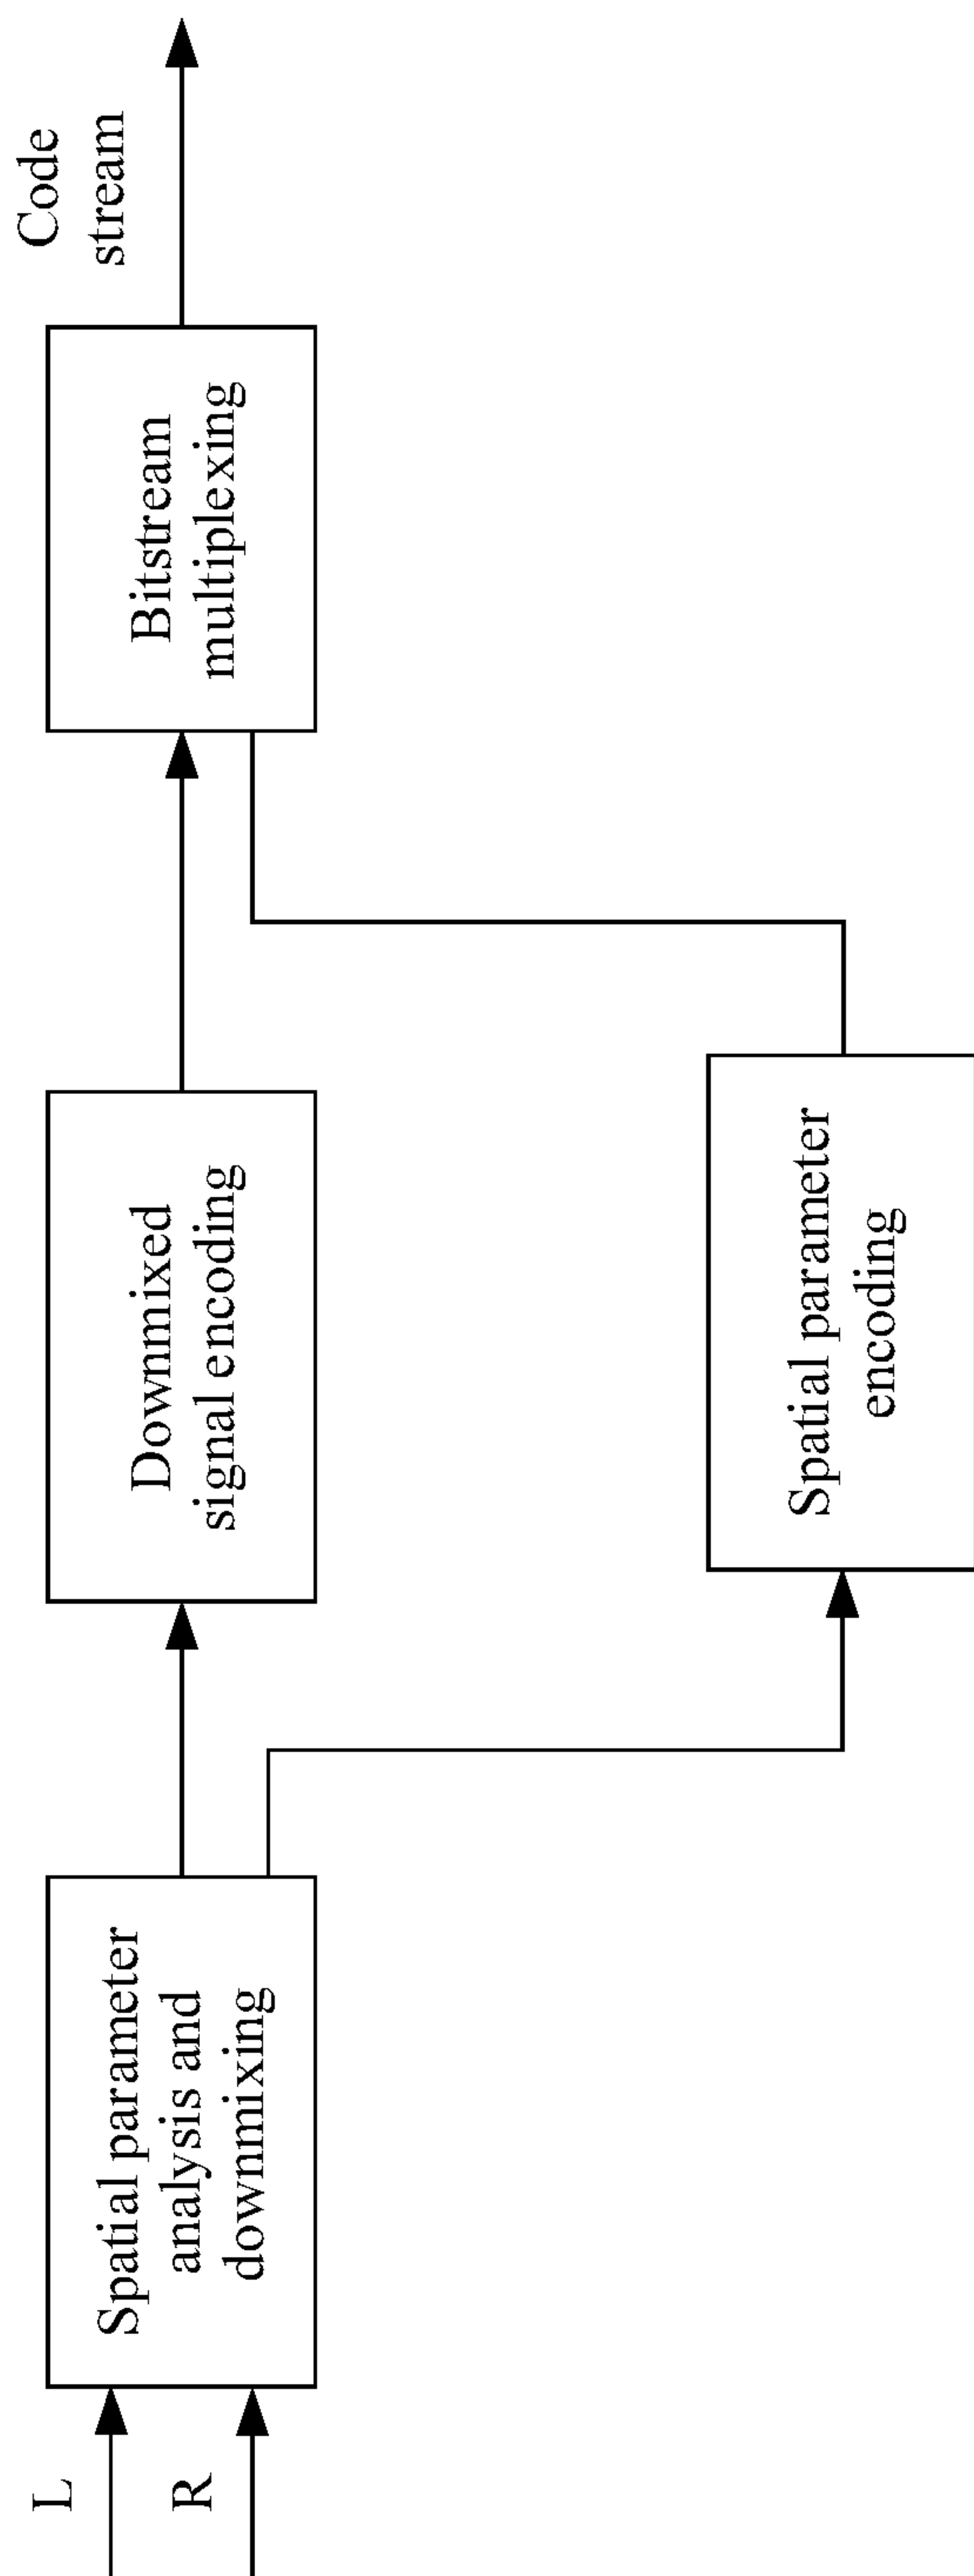 L
R
Spatial parameter
analysis and
downmixing
Downmixed
signal encoding
Spatial parameter
encoding
Bitstream
multiplexing
Code
stream